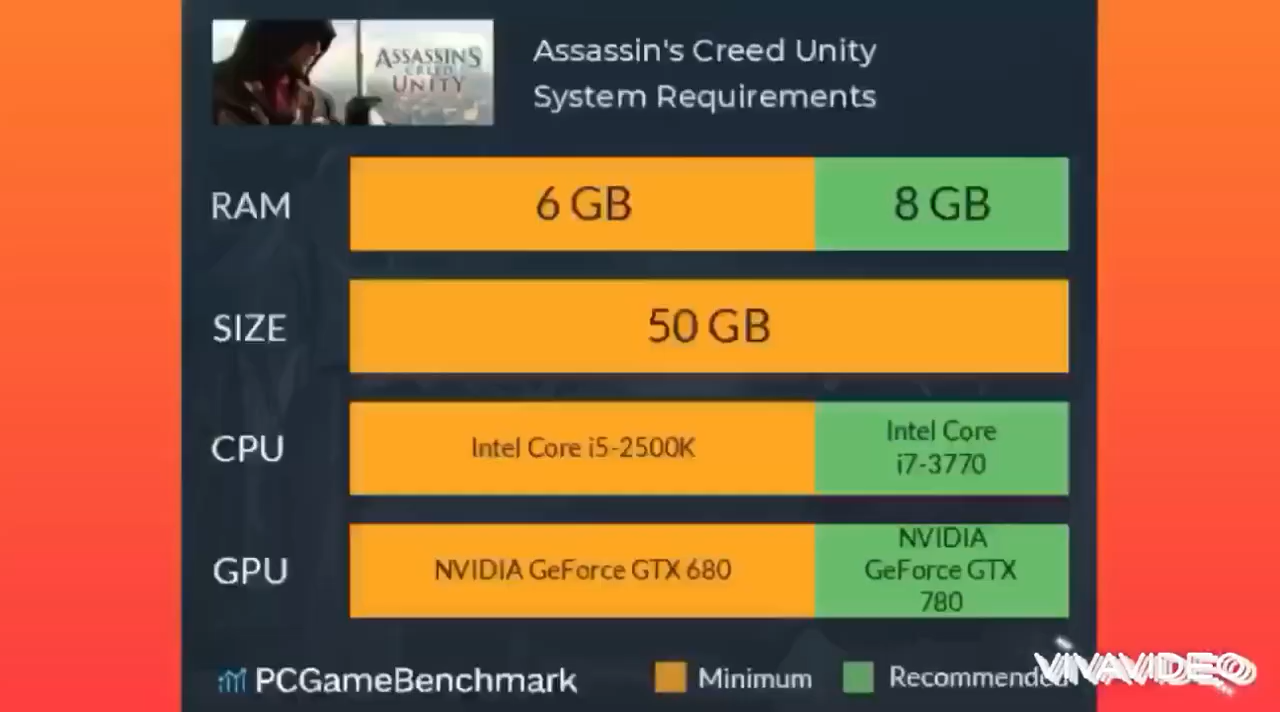 ASSASSIN'S
CREED
UNITY
Assassin's Creed Unity
System Requirements
RAM
6 GB
8 GB
SIZE
50 GB
CPU
Intel Core i5-2500K
Intel Core
i7-3770
GPU
NVIDIA GeForce GTX 680
NVIDIA
GeForce GTX
780
PCGameBenchmark
Minimum
Recommended
VIVAVIDEO